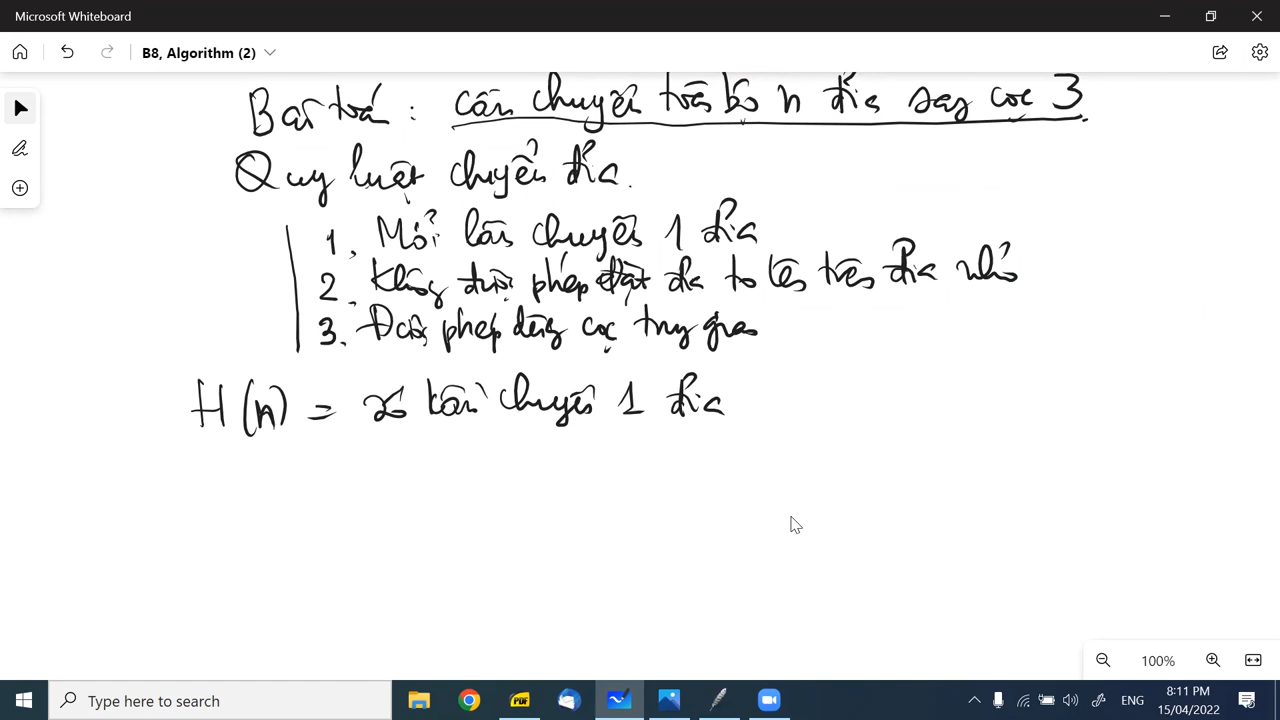 Microsoft Whiteboard
B8, Algorithm (2)
Bài toán: cần chuyển toàn bộ n đĩa sang cọc 3.
Quy luật chuyển đĩa.
1. Mỗi lần chuyển 1 đĩa
2. Không được phép đặt đĩa to lên trên đĩa nhỏ
3. Được phép dùng cọc trung gian
H(n) = số lần chuyển 1 đĩa
100%
Type here to search
PDF
ENG
8:11 PM
15/04/2022